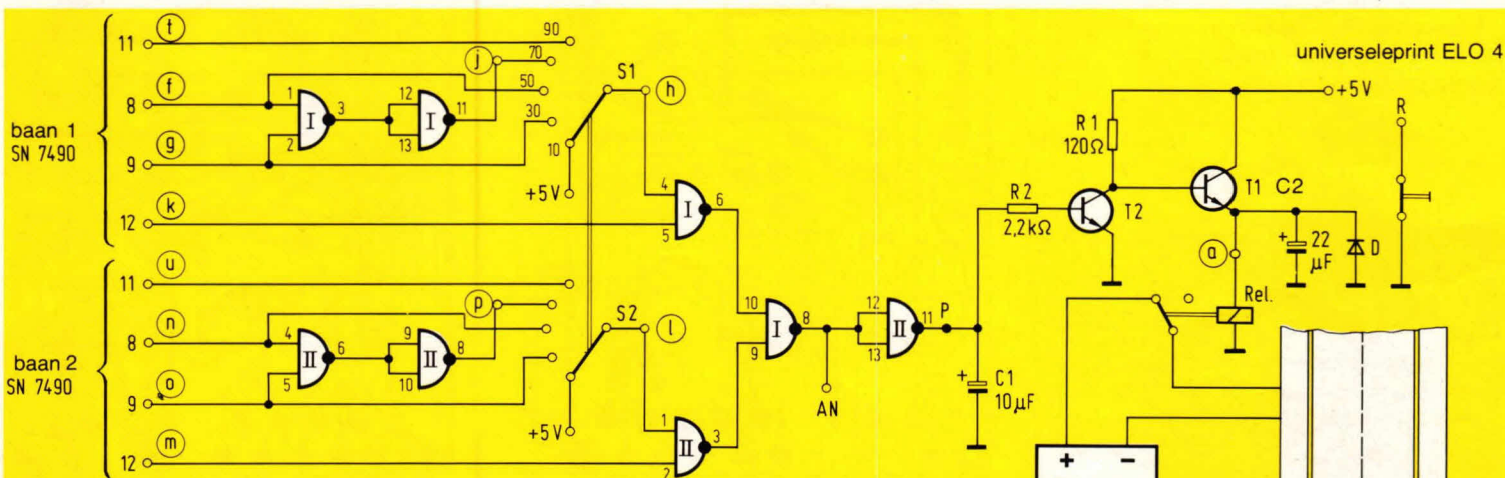 universeleprint ELO 4
baan 1
SN 7490
11 t 90
j 70
8 f 50
1 I 3 12 I 11
2 13
30
9 g
10
+5V
S1 h
12 k
4 I 6
5
baan 2
SN 7490
11 u
p
8 n
4 II 6 9 II 8
5 10
9 o
+5V
S2 l
12 m
1 II 3
2
10 I 8
9
AN
12 II 11 P
13
+ C1
10µF
R2
2,2kΩ
R1
120Ω
T2
T1 C2
+5V
R
+ 22
µF
D
a
Rel.
+ −